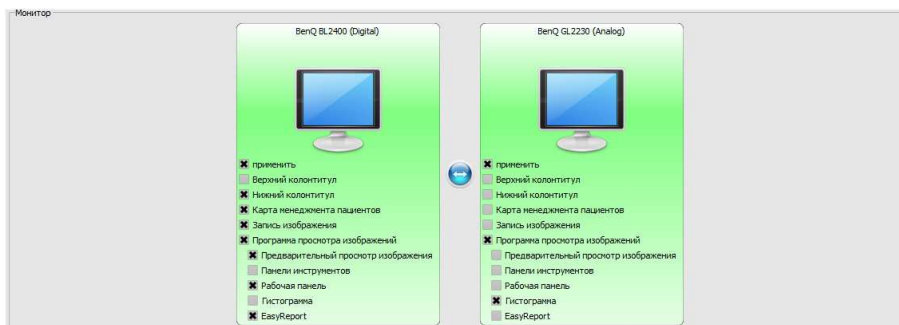 Монитор
BenQ BL2400 (Digital)
применить
Верхний колонтитул
Нижний колонтитул
Карта менеджмента пациентов
Запись изображения
Программа просмотра изображений
Предварительный просмотр изображения
Панели инструментов
Рабочая панель
Гистограмма
EasyReport
BenQ GL2230 (Analog)
применить
Верхний колонтитул
Нижний колонтитул
Карта менеджмента пациентов
Запись изображения
Программа просмотра изображений
Предварительный просмотр изображения
Панели инструментов
Рабочая панель
Гистограмма
EasyReport